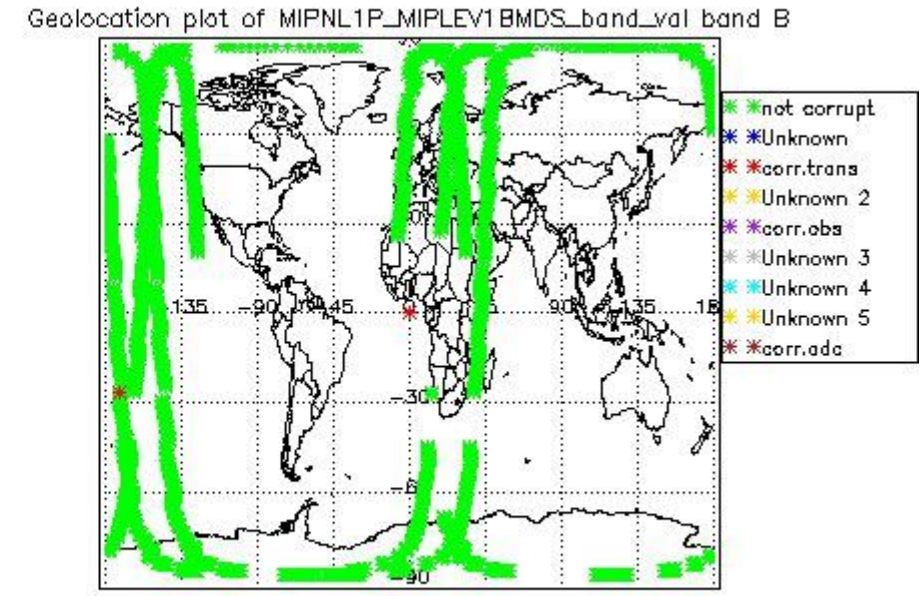 Geolocation plot of MIPNL1P_MIPLEV1BMDS_band_val band B
not corrupt
Unknown
corr.trans
Unknown 2
corr.obs
Unknown 3
Unknown 4
Unknown 5
corr.adc
-135 -90 -45 90 135
-30
-90